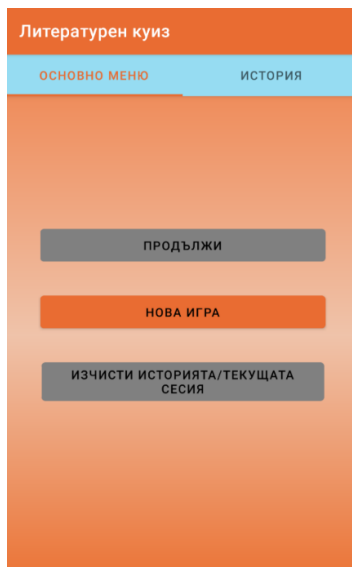 Литературен куиз
ОСНОВНО МЕНЮ ИСТОРИЯ
ПРОДЪЛЖИ
НОВА ИГРА
ИЗЧИСТИ ИСТОРИЯТА/ТЕКУЩАТА
СЕСИЯ